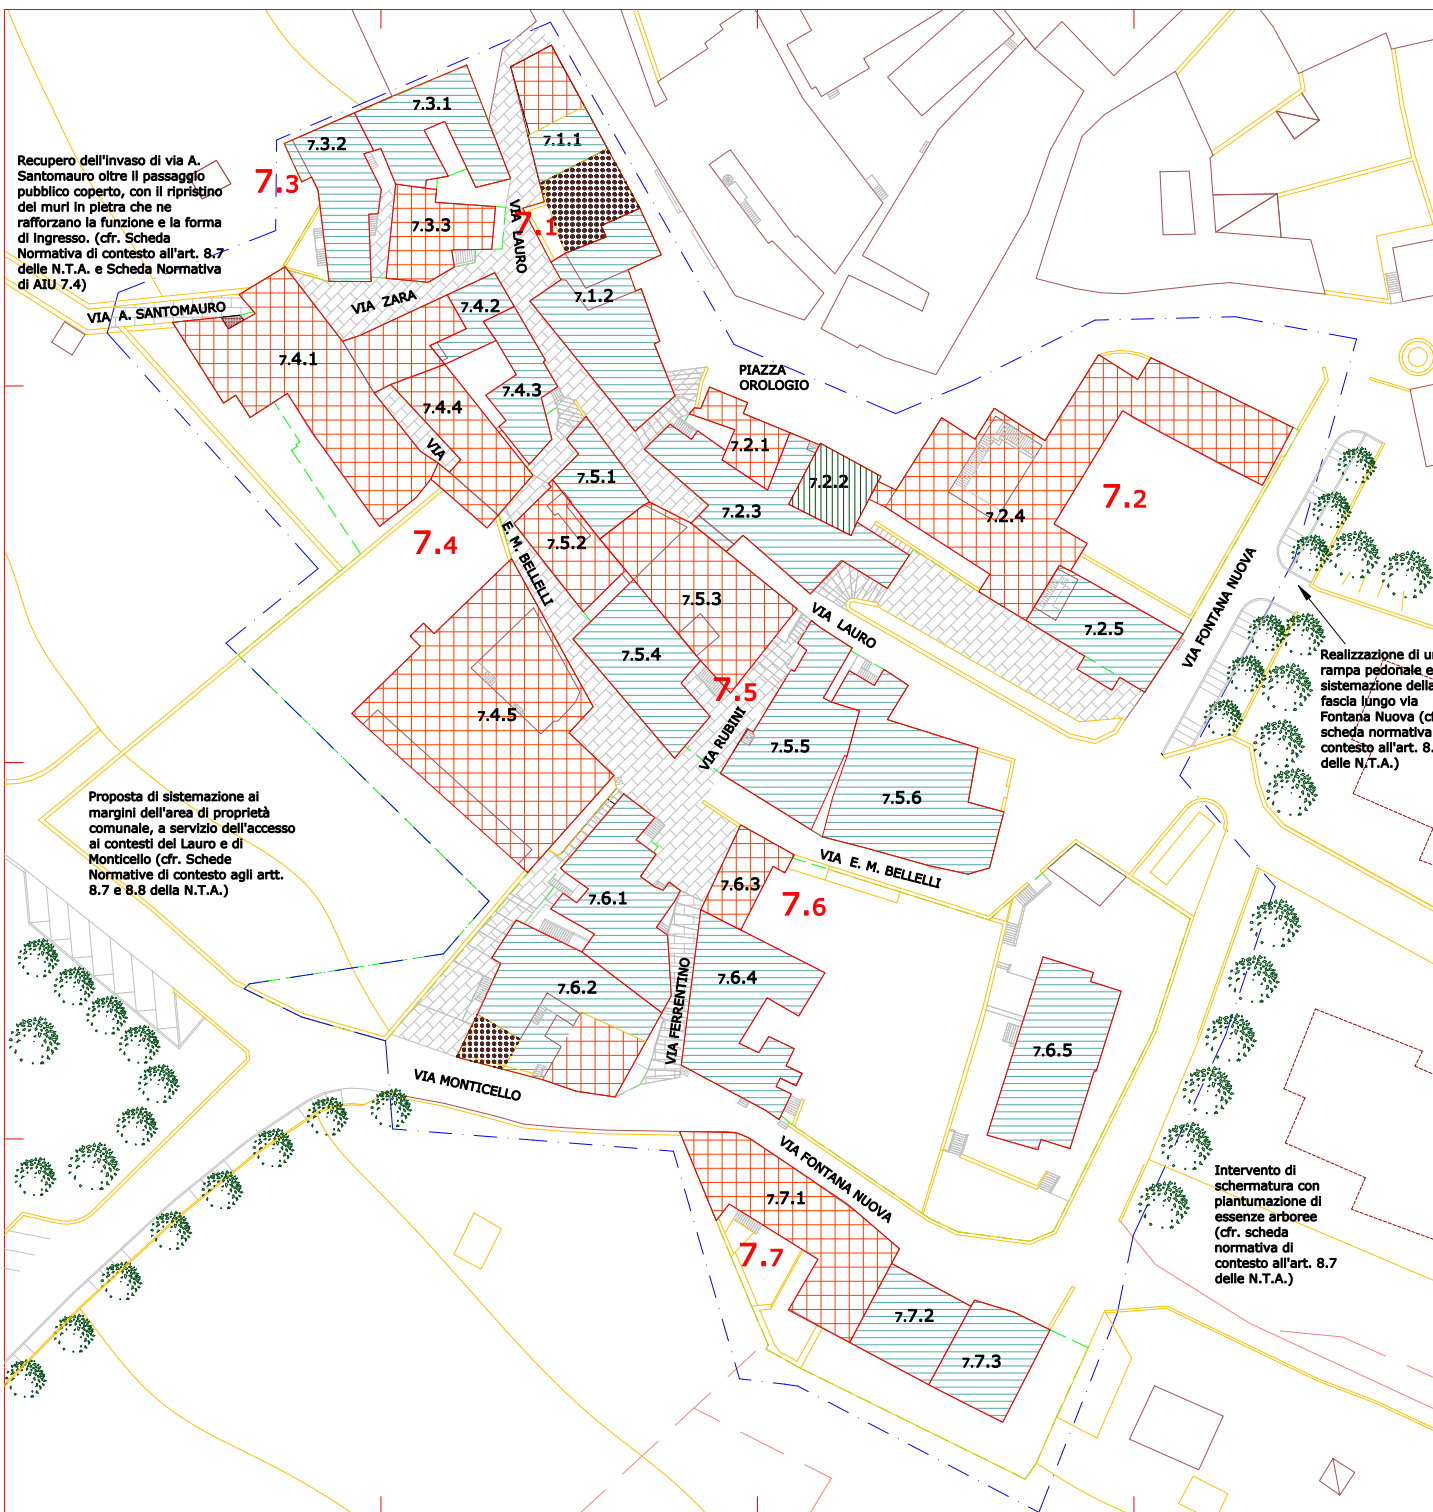 7.3.1
7.3.2
7.1.1
Recupero dell'invaso di via A.
Santomauro oltre il passaggio
pubblico coperto, con il ripristino
dei muri in pietra che ne
rafforzano la funzione e la forma
di ingresso. (cfr. Scheda
Normativa di contesto all'art. 8.7
delle N.T.A. e Scheda Normativa
di AIU 7.4)
7.3
7.3.3
VIA LAURO
7.1
VIA ZARA
7.4.2
7.1.2
VIA A. SANTOMAURO
7.4.1
PIAZZA
OROLOGIO
7.4.3
7.4.4
VIA
7.2.1
7.5.1
7.2.2
7.2.3
7.2
7.2.4
7.4
7.5.2
E. M. BELLELLI
7.5.3
VIA LAURO
7.2.5
VIA FONTANA NUOVA
7.5.4
7.5
7.4.5
VIA RUBINI
7.5.5
7.5.6
Realizzazione di un
rampa pedonale e
sistemazione della
fascia lungo via
Fontana Nuova (cf
scheda normativa
contesto all'art. 8.
delle N.T.A.)
Proposta di sistemazione ai
margini dell'area di proprietà
comunale, a servizio dell'accesso
ai contesti del Lauro e di
Monticello (cfr. Schede
Normative di contesto agli artt.
8.7 e 8.8 della N.T.A.)
VIA E. M. BELLELLI
7.6.3
7.6.1
7.6
7.6.2
7.6.4
VIA FERRENTINO
7.6.5
VIA MONTICELLO
VIA FONTANA NUOVA
7.7.1
7.7
Intervento di
schermatura con
piantumazione di
essenze arboree
(cfr. scheda
normativa di
contesto all'art. 8.7
delle N.T.A.)
7.7.2
7.7.3